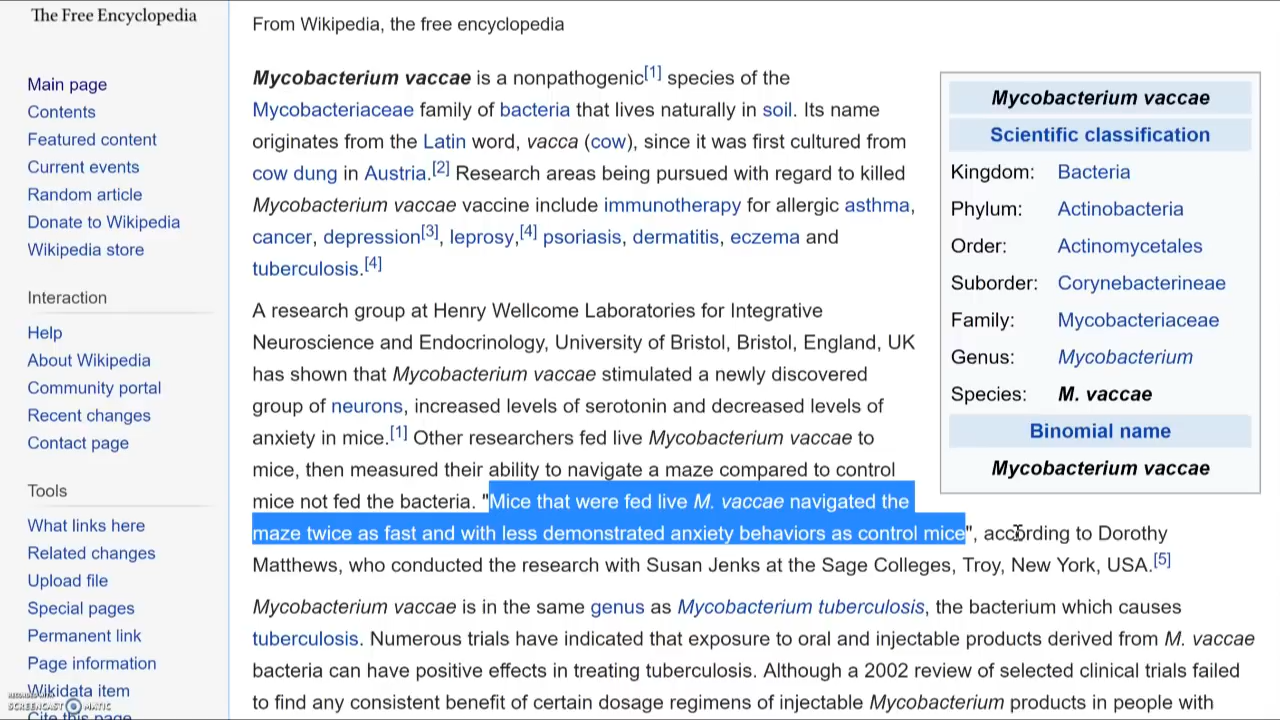 The Free Encyclopedia
Main page
Contents
Featured content
Current events
Random article
Donate to Wikipedia
Wikipedia store
Interaction
Help
About Wikipedia
Community portal
Recent changes
Contact page
Tools
What links here
Related changes
Upload file
Special pages
Permanent link
Page information
Wikidata item
Cite this page
From Wikipedia, the free encyclopedia
Mycobacterium vaccae is a nonpathogenic[1] species of the
Mycobacteriaceae family of bacteria that lives naturally in soil. Its name
originates from the Latin word, vacca (cow), since it was first cultured from
cow dung in Austria.[2] Research areas being pursued with regard to killed
Mycobacterium vaccae vaccine include immunotherapy for allergic asthma,
cancer, depression[3], leprosy,[4] psoriasis, dermatitis, eczema and
tuberculosis.[4]
A research group at Henry Wellcome Laboratories for Integrative
Neuroscience and Endocrinology, University of Bristol, Bristol, England, UK
has shown that Mycobacterium vaccae stimulated a newly discovered
group of neurons, increased levels of serotonin and decreased levels of
anxiety in mice.[1] Other researchers fed live Mycobacterium vaccae to
mice, then measured their ability to navigate a maze compared to control
mice not fed the bacteria. "Mice that were fed live M. vaccae navigated the
maze twice as fast and with less demonstrated anxiety behaviors as control mice", according to Dorothy
Matthews, who conducted the research with Susan Jenks at the Sage Colleges, Troy, New York, USA.[5]
Mycobacterium vaccae is in the same genus as Mycobacterium tuberculosis, the bacterium which causes
tuberculosis. Numerous trials have indicated that exposure to oral and injectable products derived from M. vaccae
bacteria can have positive effects in treating tuberculosis. Although a 2002 review of selected clinical trials failed
to find any consistent benefit of certain dosage regimens of injectable Mycobacterium products in people with
Mycobacterium vaccae
Scientific classification
Kingdom: Bacteria
Phylum: Actinobacteria
Order: Actinomycetales
Suborder: Corynebacterineae
Family: Mycobacteriaceae
Genus: Mycobacterium
Species: M. vaccae
Binomial name
Mycobacterium vaccae
RECORDED WITH
SCREENCAST MATIC